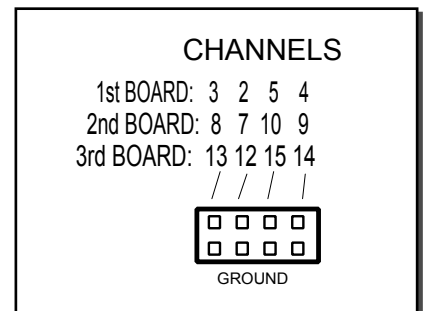 CHANNELS
1st BOARD: 3 2 5 4
2nd BOARD: 8 7 10 9
3rd BOARD: 13 12 15 14
GROUND